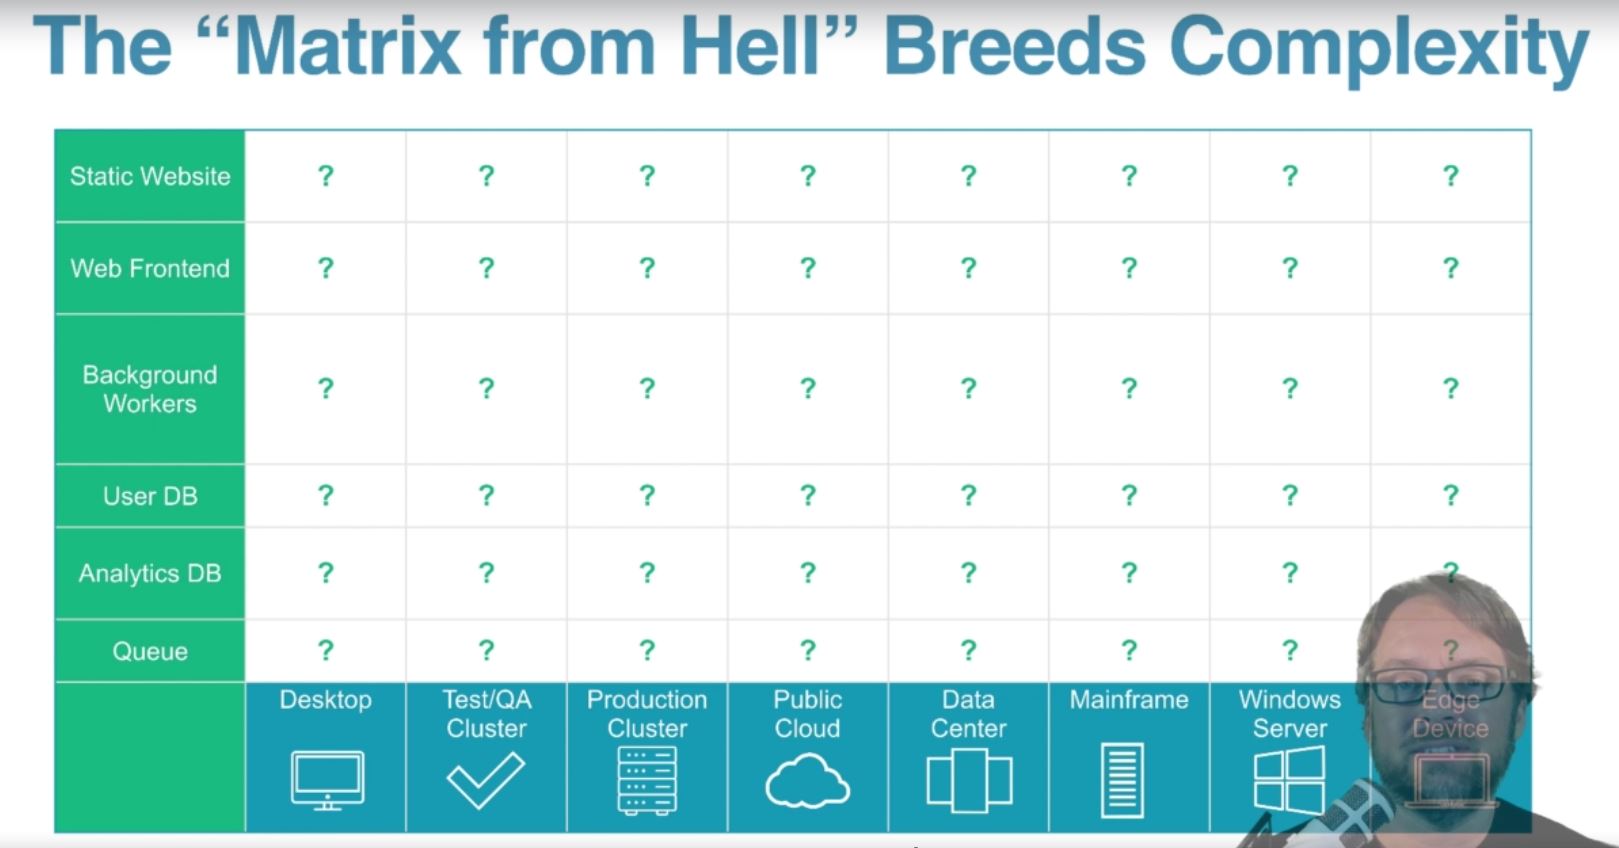 The “Matrix from Hell” Breeds Complexity
Static Website ? ? ? ? ? ? ? ?
Web Frontend ? ? ? ? ? ? ? ?
Background
Workers ? ? ? ? ? ? ? ?
User DB ? ? ? ? ? ? ? ?
Analytics DB ? ? ? ? ? ? ? ?
Queue ? ? ? ? ? ? ? ?
Desktop
Test/QA
Cluster
Production
Cluster
Public
Cloud
Data
Center
Mainframe
Windows
Server
Edge
Device